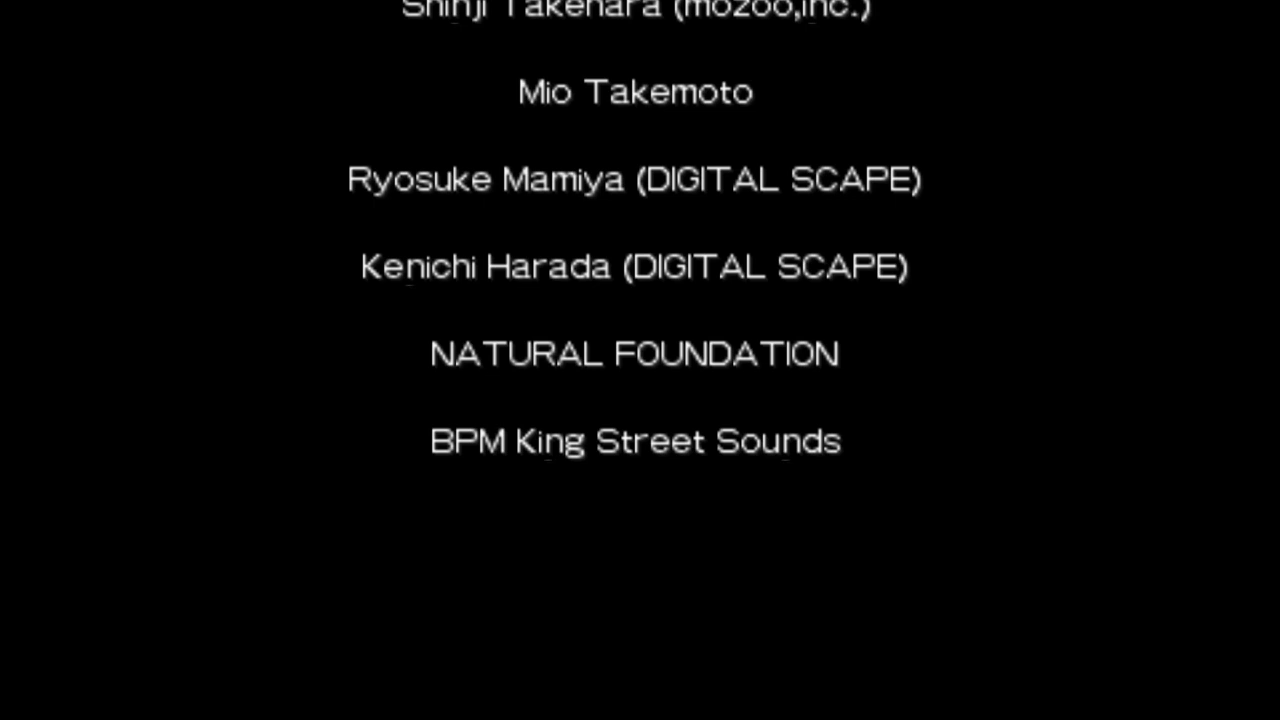 Shinji Takehara (mozoo,inc.)
Mio Takemoto
Ryosuke Mamiya (DIGITAL SCAPE)
Kenichi Harada (DIGITAL SCAPE)
NATURAL FOUNDATION
BPM King Street Sounds